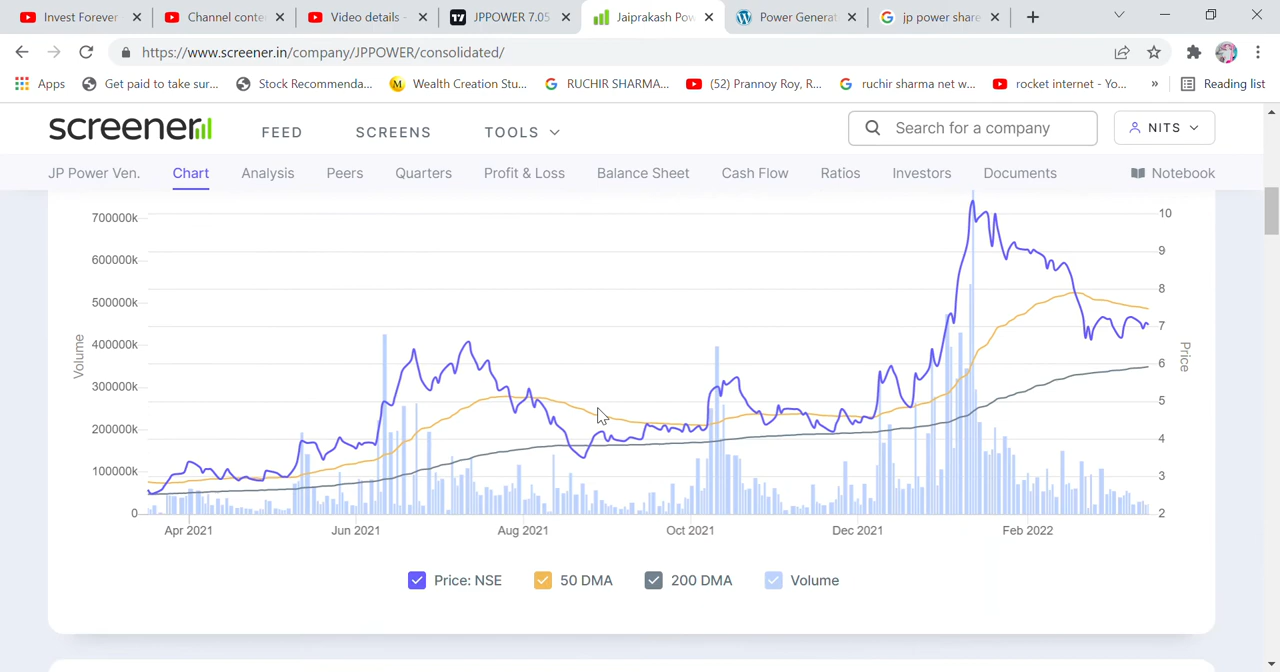 Invest Forever
Channel conte
Video details -
JPPOWER 7.05
Jaiprakash Pow
Power Generat
jp power share
https://www.screener.in/company/JPPOWER/consolidated/
Apps
Get paid to take sur...
Stock Recommenda...
Wealth Creation Stu...
RUCHIR SHARMA...
(52) Prannoy Roy, R...
ruchir sharma net w...
rocket internet - Yo...
»
Reading list
screener
FEED
SCREENS
TOOLS
Search for a company
NITS
JP Power Ven.
Chart
Analysis
Peers
Quarters
Profit & Loss
Balance Sheet
Cash Flow
Ratios
Investors
Documents
Notebook
700000k
600000k
500000k
400000k
300000k
200000k
100000k
0
Volume
10
9
8
7
6
5
4
3
2
Price
Apr 2021
Jun 2021
Aug 2021
Oct 2021
Dec 2021
Feb 2022
Price: NSE
50 DMA
200 DMA
Volume